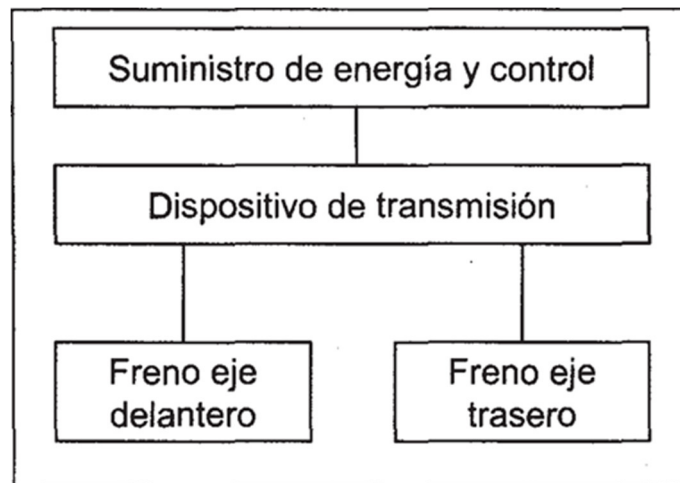 Suministro de energía y control
Dispositivo de transmisión
Freno eje
delantero
Freno eje
trasero